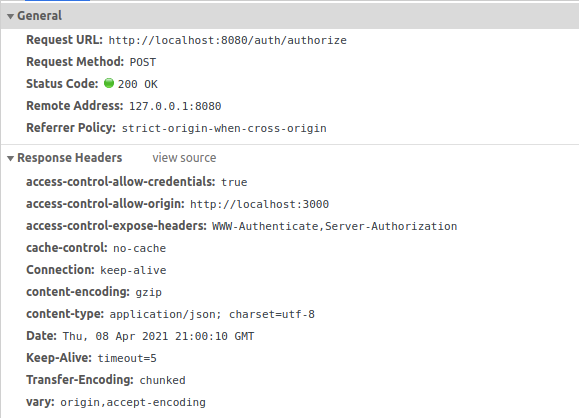 General
Request URL: http://localhost:8080/auth/authorize
Request Method: POST
Status Code: 200 OK
Remote Address: 127.0.0.1:8080
Referrer Policy: strict-origin-when-cross-origin
Response Headers view source
access-control-allow-credentials: true
access-control-allow-origin: http://localhost:3000
access-control-expose-headers: WWW-Authenticate,Server-Authorization
cache-control: no-cache
Connection: keep-alive
content-encoding: gzip
content-type: application/json; charset=utf-8
Date: Thu, 08 Apr 2021 21:00:10 GMT
Keep-Alive: timeout=5
Transfer-Encoding: chunked
vary: origin,accept-encoding